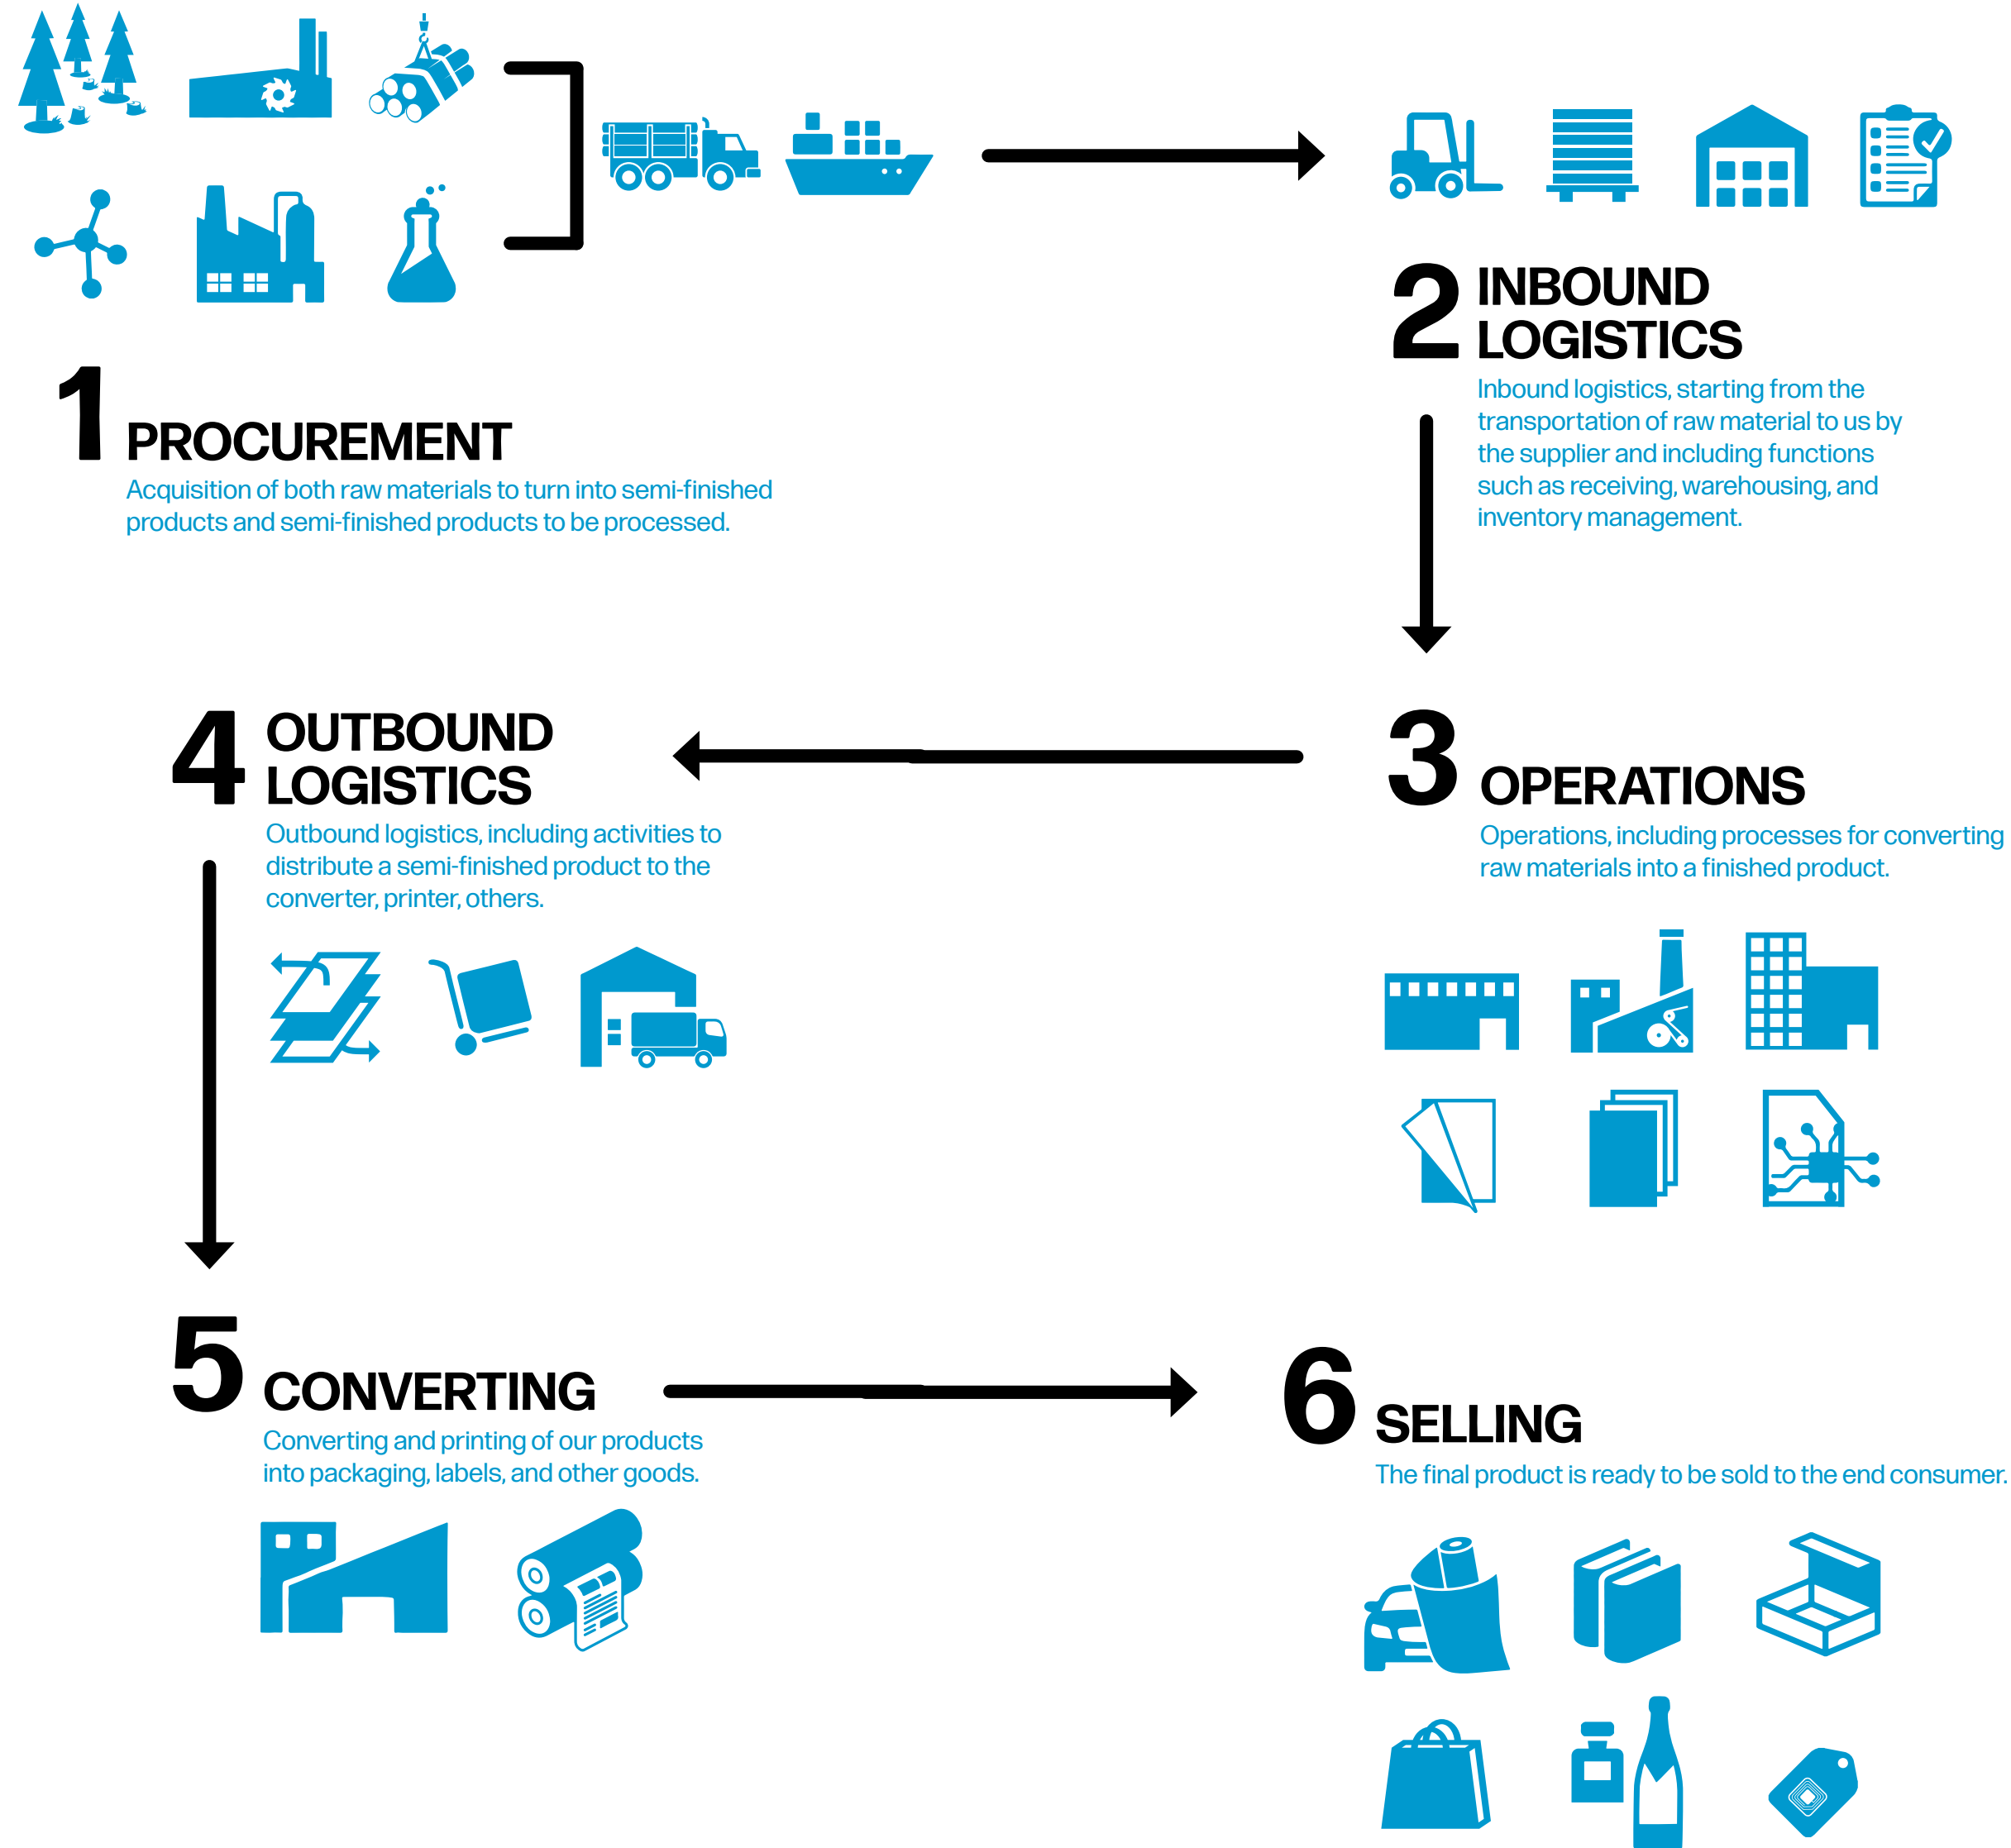 1 PROCUREMENT
Acquisition of both raw materials to turn into semi-finished
products and semi-finished products to be processed.
2 INBOUND
LOGISTICS
Inbound logistics, starting from the
transportation of raw material to us by
the supplier and including functions
such as receiving, warehousing, and
inventory management.
3 OPERATIONS
Operations, including processes for converting
raw materials into a finished product.
4 OUTBOUND
LOGISTICS
Outbound logistics, including activities to
distribute a semi-finished product to the
converter, printer, others.
5 CONVERTING
Converting and printing of our products
into packaging, labels, and other goods.
6 SELLING
The final product is ready to be sold to the end consumer.